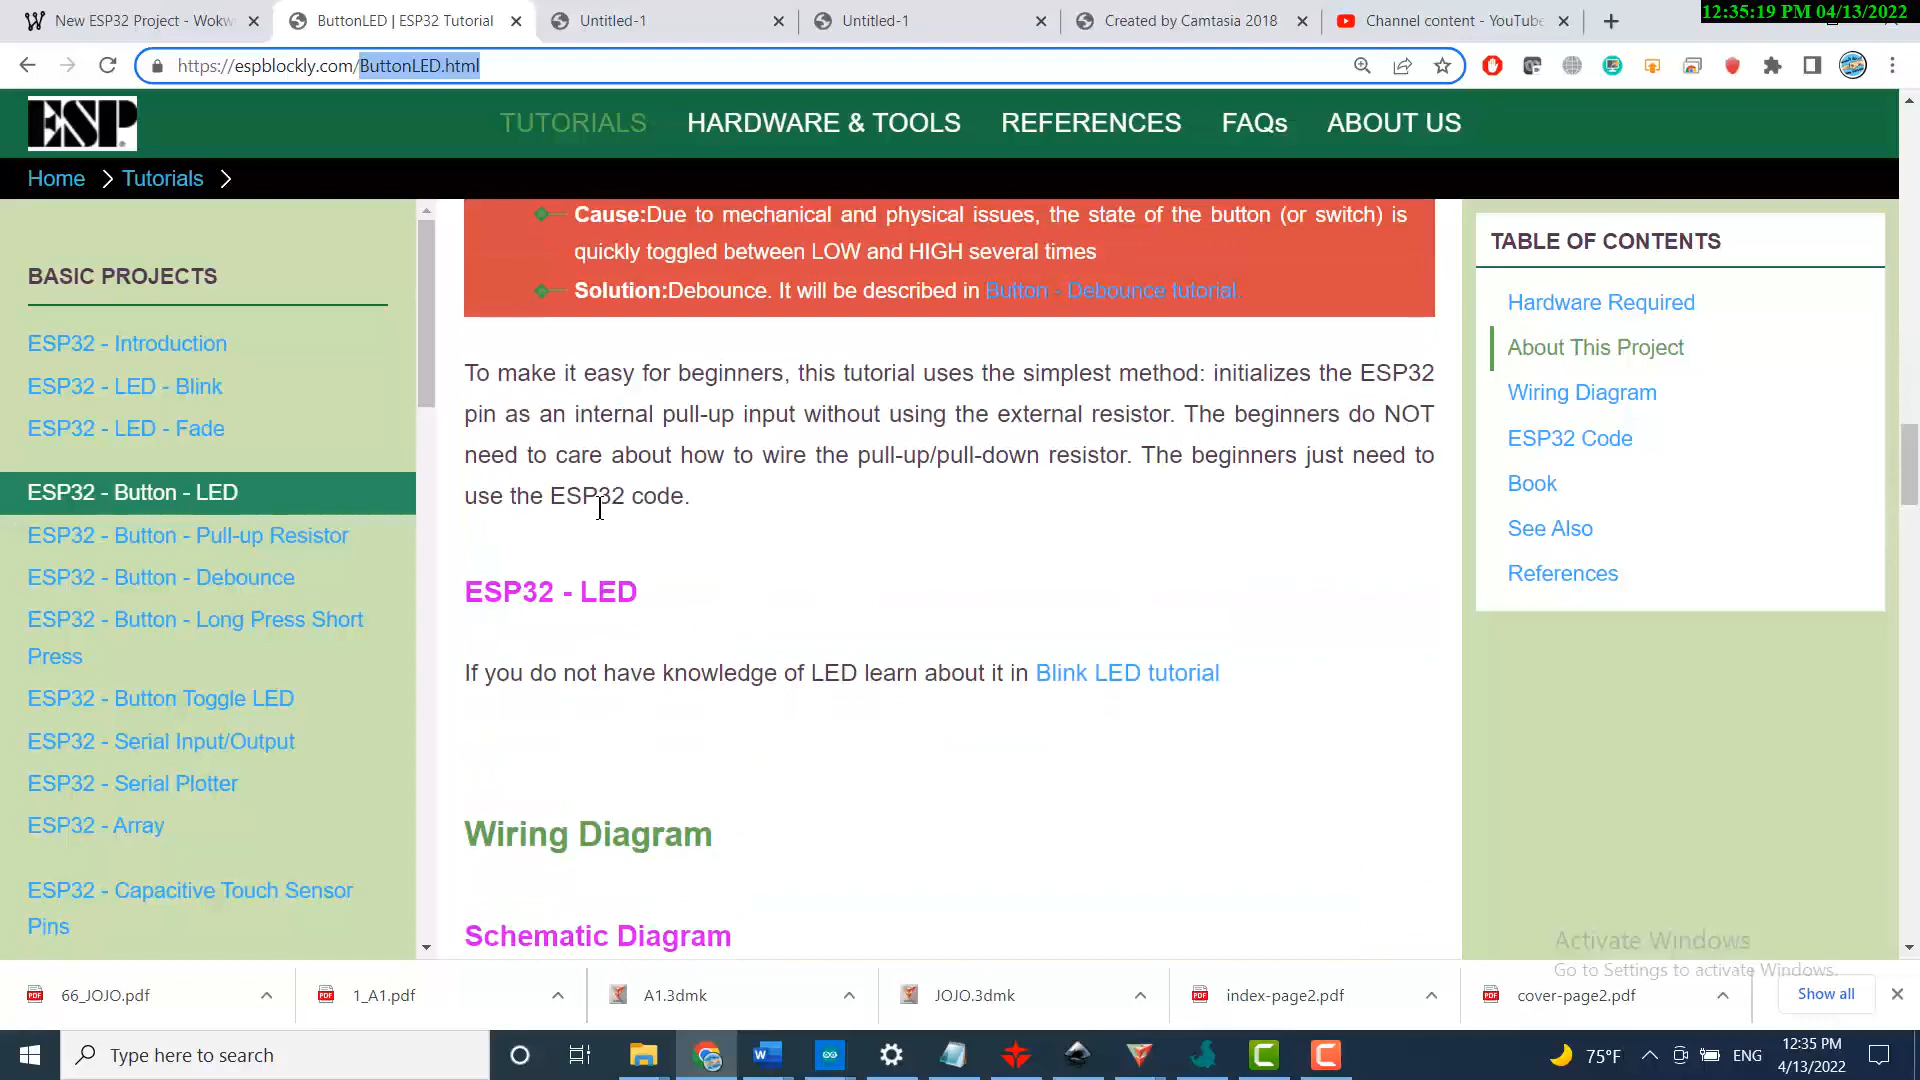 New ESP32 Project - Wokw
ButtonLED | ESP32 Tutorial
Untitled-1
Untitled-1
Created by Camtasia 2018
Channel content - YouTube
12:35:19 PM 04/13/2022
https://espblockly.com/ButtonLED.html
ESP
TUTORIALS
HARDWARE & TOOLS
REFERENCES
FAQs
ABOUT US
Home
Tutorials
BASIC PROJECTS
ESP32 - Introduction
ESP32 - LED - Blink
ESP32 - LED - Fade
ESP32 - Button - LED
ESP32 - Button - Pull-up Resistor
ESP32 - Button - Debounce
ESP32 - Button - Long Press Short
Press
ESP32 - Button Toggle LED
ESP32 - Serial Input/Output
ESP32 - Serial Plotter
ESP32 - Array
ESP32 - Capacitive Touch Sensor
Pins
Cause:Due to mechanical and physical issues, the state of the button (or switch) is
quickly toggled between LOW and HIGH several times
Solution:Debounce. It will be described in Button - Debounce tutorial.
To make it easy for beginners, this tutorial uses the simplest method: initializes the ESP32
pin as an internal pull-up input without using the external resistor. The beginners do NOT
need to care about how to wire the pull-up/pull-down resistor. The beginners just need to
use the ESP32 code.
ESP32 - LED
If you do not have knowledge of LED learn about it in Blink LED tutorial
Wiring Diagram
Schematic Diagram
TABLE OF CONTENTS
Hardware Required
About This Project
Wiring Diagram
ESP32 Code
Book
See Also
References
Activate Windows
Go to Settings to activate Windows.
66_JOJO.pdf
1_A1.pdf
A1.3dmk
JOJO.3dmk
index-page2.pdf
cover-page2.pdf
Show all
Type here to search
75°F
ENG
12:35 PM
4/13/2022